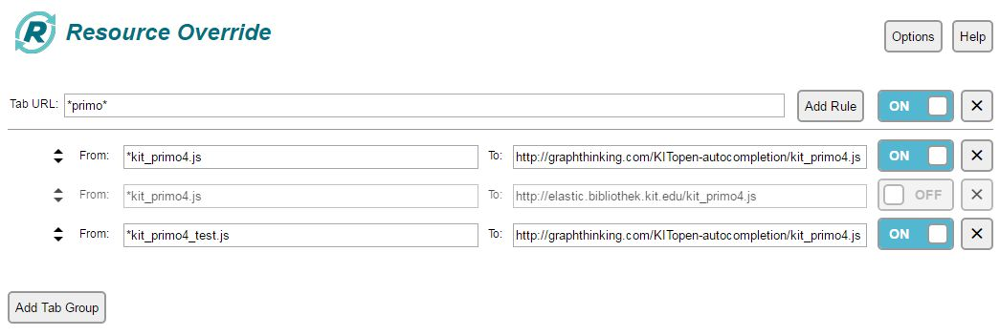 R Resource Override
Options Help
Tab URL: *primo* Add Rule ON ✕
From: *kit_primo4.js To: http://graphthinking.com/KITopen-autocompletion/kit_primo4.js ON ✕
From: *kit_primo4.js To: http://elastic.bibliothek.kit.edu/kit_primo4.js OFF ✕
From: *kit_primo4_test.js To: http://graphthinking.com/KITopen-autocompletion/kit_primo4.js ON ✕
Add Tab Group